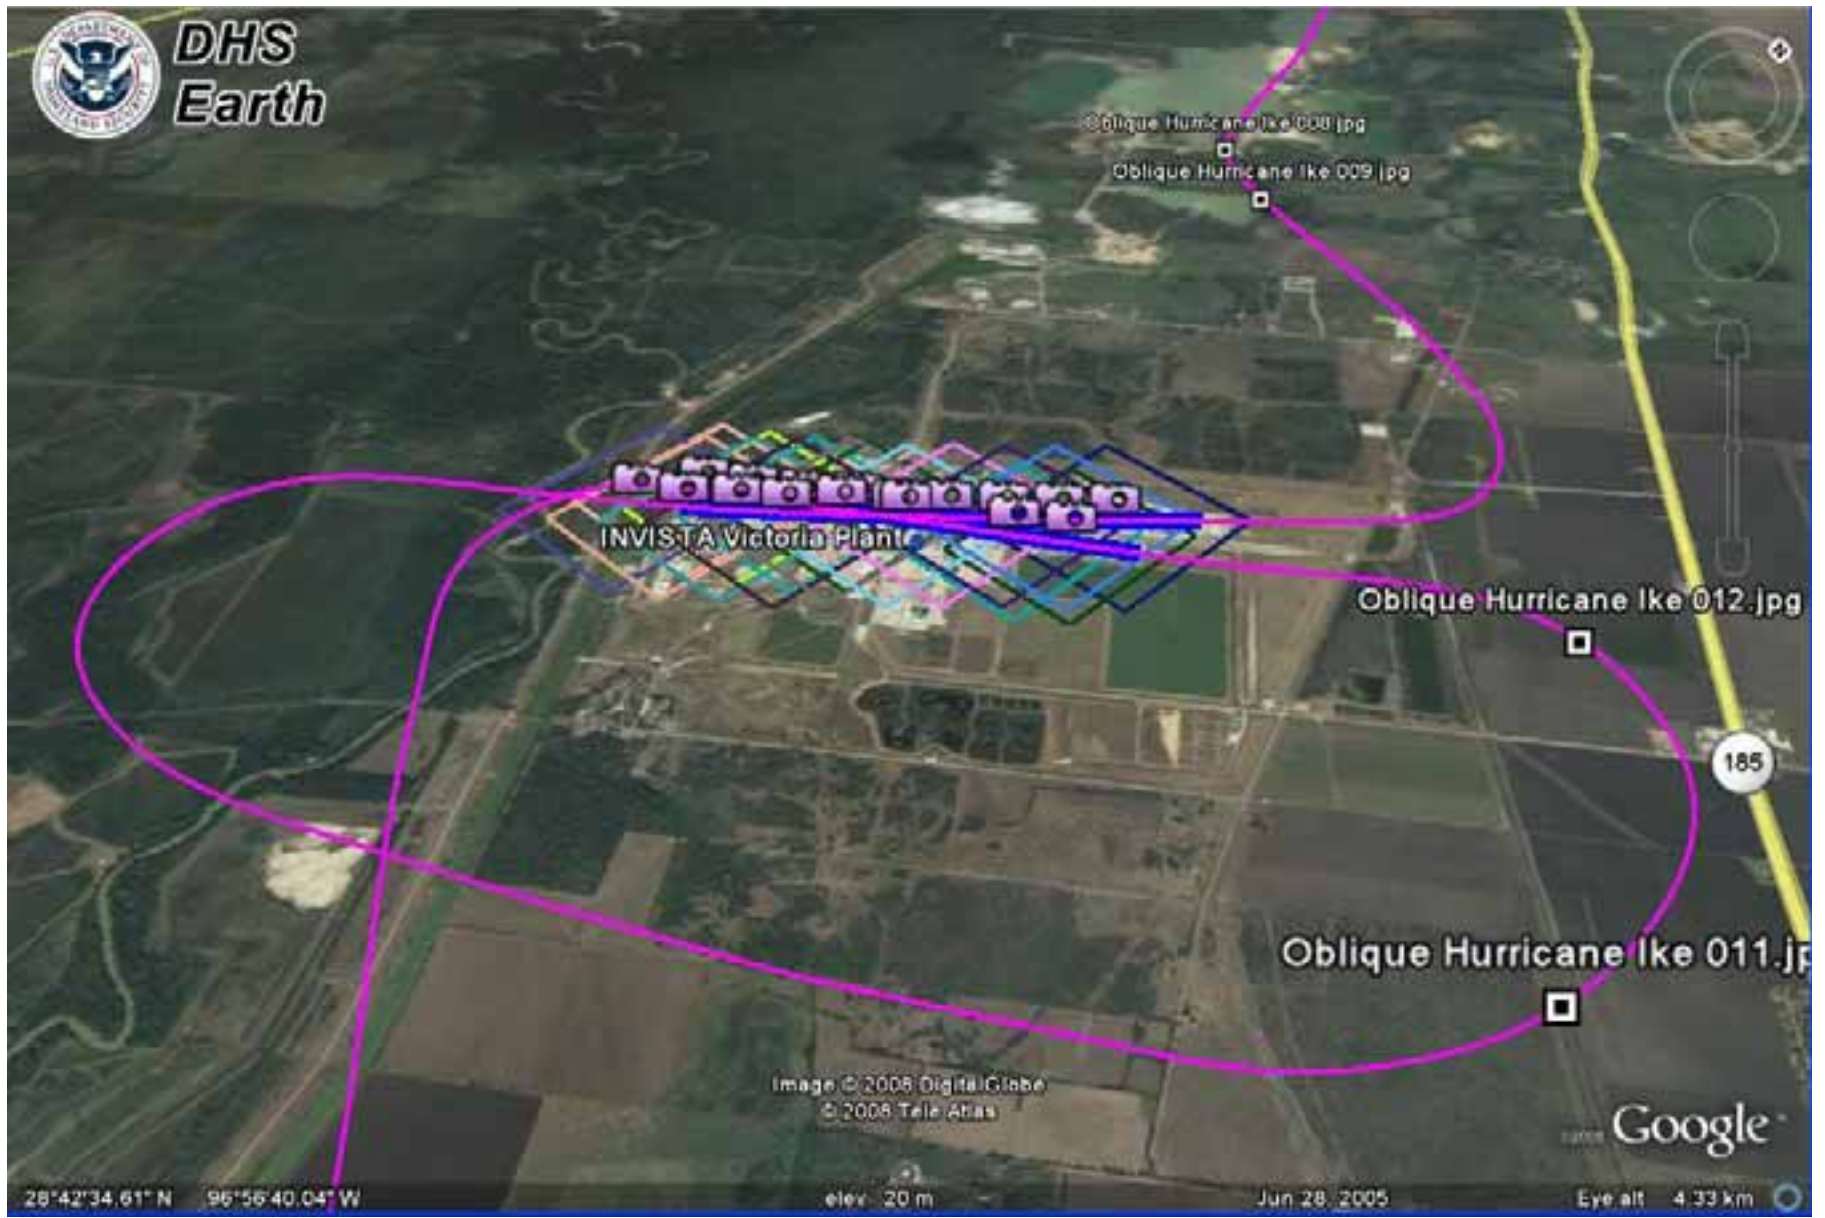 DHS
Earth
Oblique Hurricane Ike 008.jpg
Oblique Hurricane Ike 009.jpg
INVISTA Victoria Plant
Oblique Hurricane Ike 012.jpg
185
Oblique Hurricane Ike 011.jp
Image © 2008 DigitalGlobe
© 2008 Tele Atlas
Google
28°42'34.61" N 96°56'40.04" W elev 20 m Jun 28, 2005 Eye alt 4.33 km